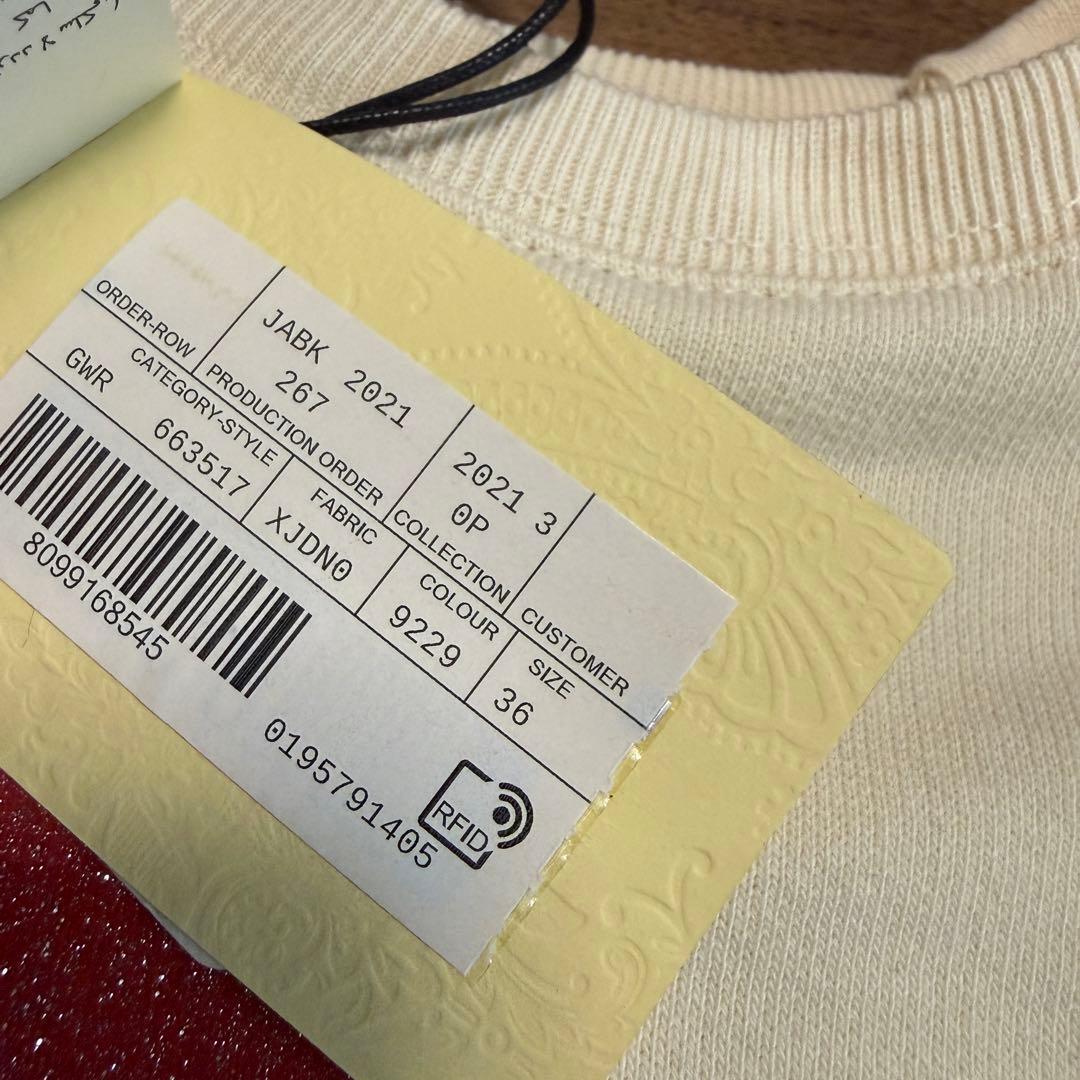 JABK 2021
267
2021 3
0P
ORDER-ROW
PRODUCTION ORDER
COLLECTION
CUSTOMER
GWR
663517
XJDN0
9229
36
CATEGORY-STYLE
FABRIC
COLOUR
SIZE
8099168545
0195791405
RFID